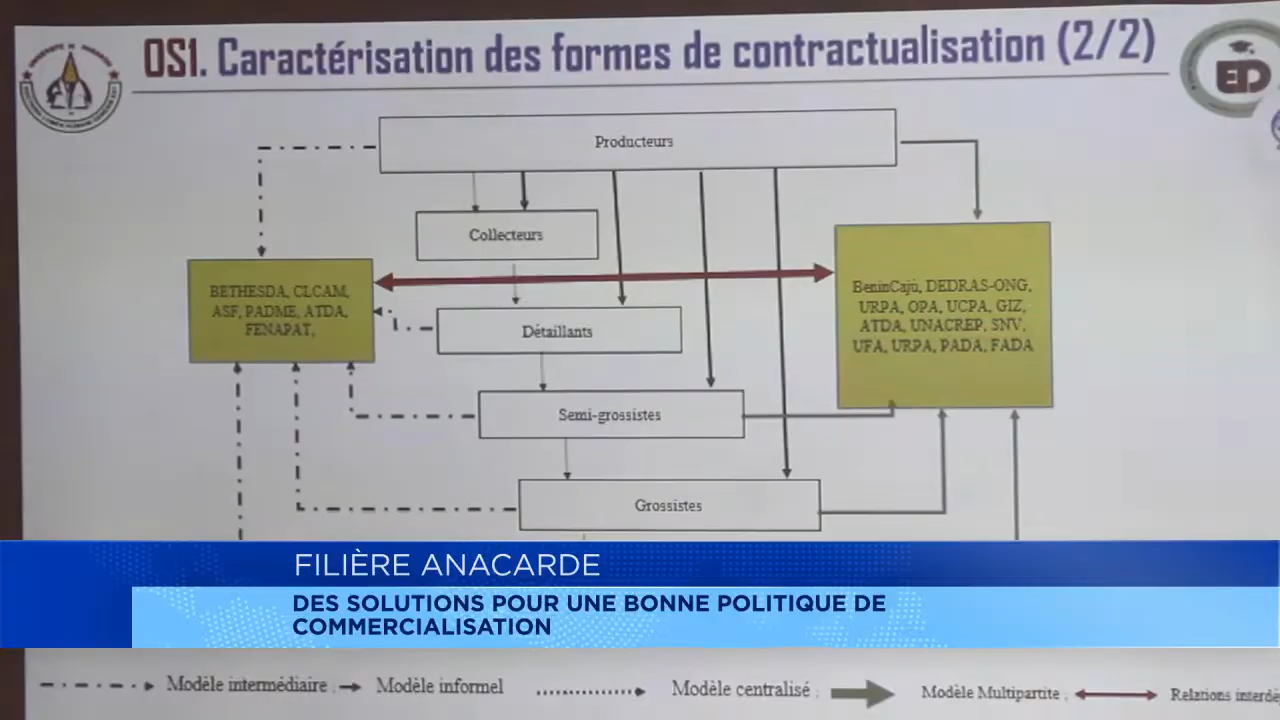 OS1. Caractérisation des formes de contractualisation (2/2)
ED
Producteurs
Collecteurs
BETHESDA, CLCAM,
ASF, PADME, ATDA,
FENAPAT,
BeninCajù, DEDRAS-ONG,
URPA, OPA, UCPA, GIZ,
ATDA, UNACREP, SNV,
UFA, URPA, PADA, FADA
Détaillants
Semi-grossistes
Grossistes
FILIÈRE ANACARDE
DES SOLUTIONS POUR UNE BONNE POLITIQUE DE
COMMERCIALISATION
Modèle intermédiaire : Modèle informel Modèle centralisé : Modèle Multipartite : Relations